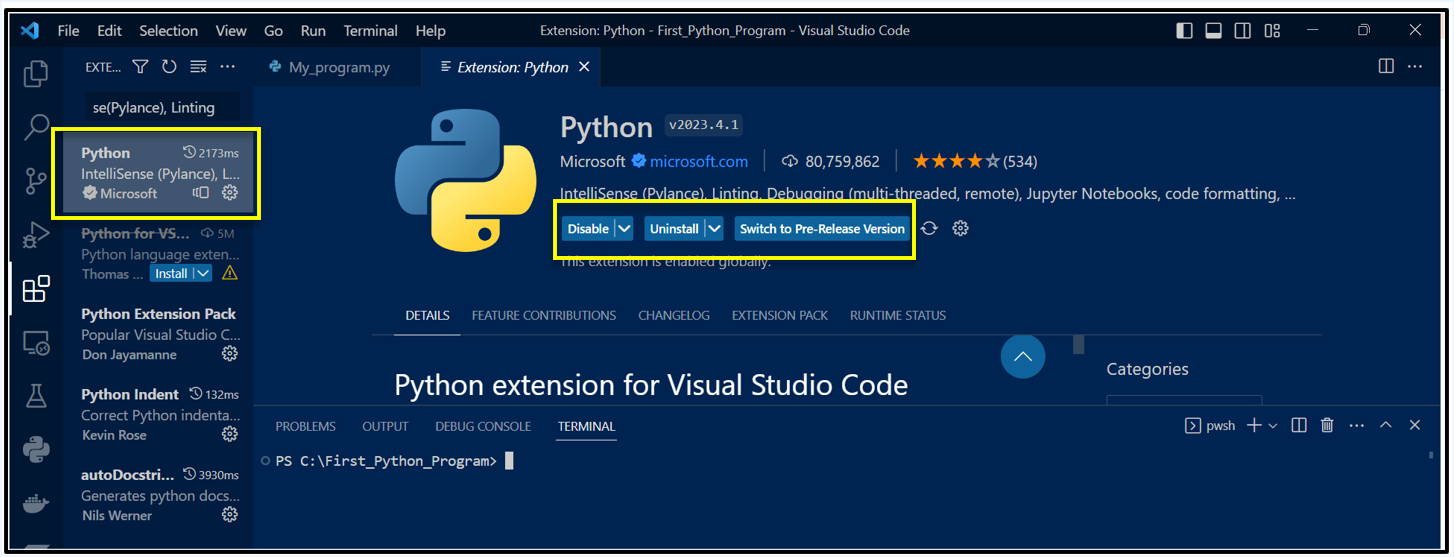 File Edit Selection View Go Run Terminal Help
Extension: Python - First_Python_Program - Visual Studio Code
EXTE...
My_program.py
Extension: Python
se(Pylance), Linting
Python 2173ms
IntelliSense (Pylance), L...
Microsoft
Python for VS... 5M
Python language exten...
Thomas ... Install
Python Extension Pack
Popular Visual Studio C...
Don Jayamanne
Python Indent 132ms
Correct Python indenta...
Kevin Rose
autoDocstri... 3930ms
Generates python docs...
Nils Werner
Python v2023.4.1
Microsoft microsoft.com 80,759,862 (534)
IntelliSense (Pylance), Linting, Debugging (multi-threaded, remote), Jupyter Notebooks, code formatting, ...
Disable Uninstall Switch to Pre-Release Version
This extension is enabled globally.
DETAILS FEATURE CONTRIBUTIONS CHANGELOG EXTENSION PACK RUNTIME STATUS
Python extension for Visual Studio Code
Categories
PROBLEMS OUTPUT DEBUG CONSOLE TERMINAL
pwsh
PS C:\First_Python_Program>